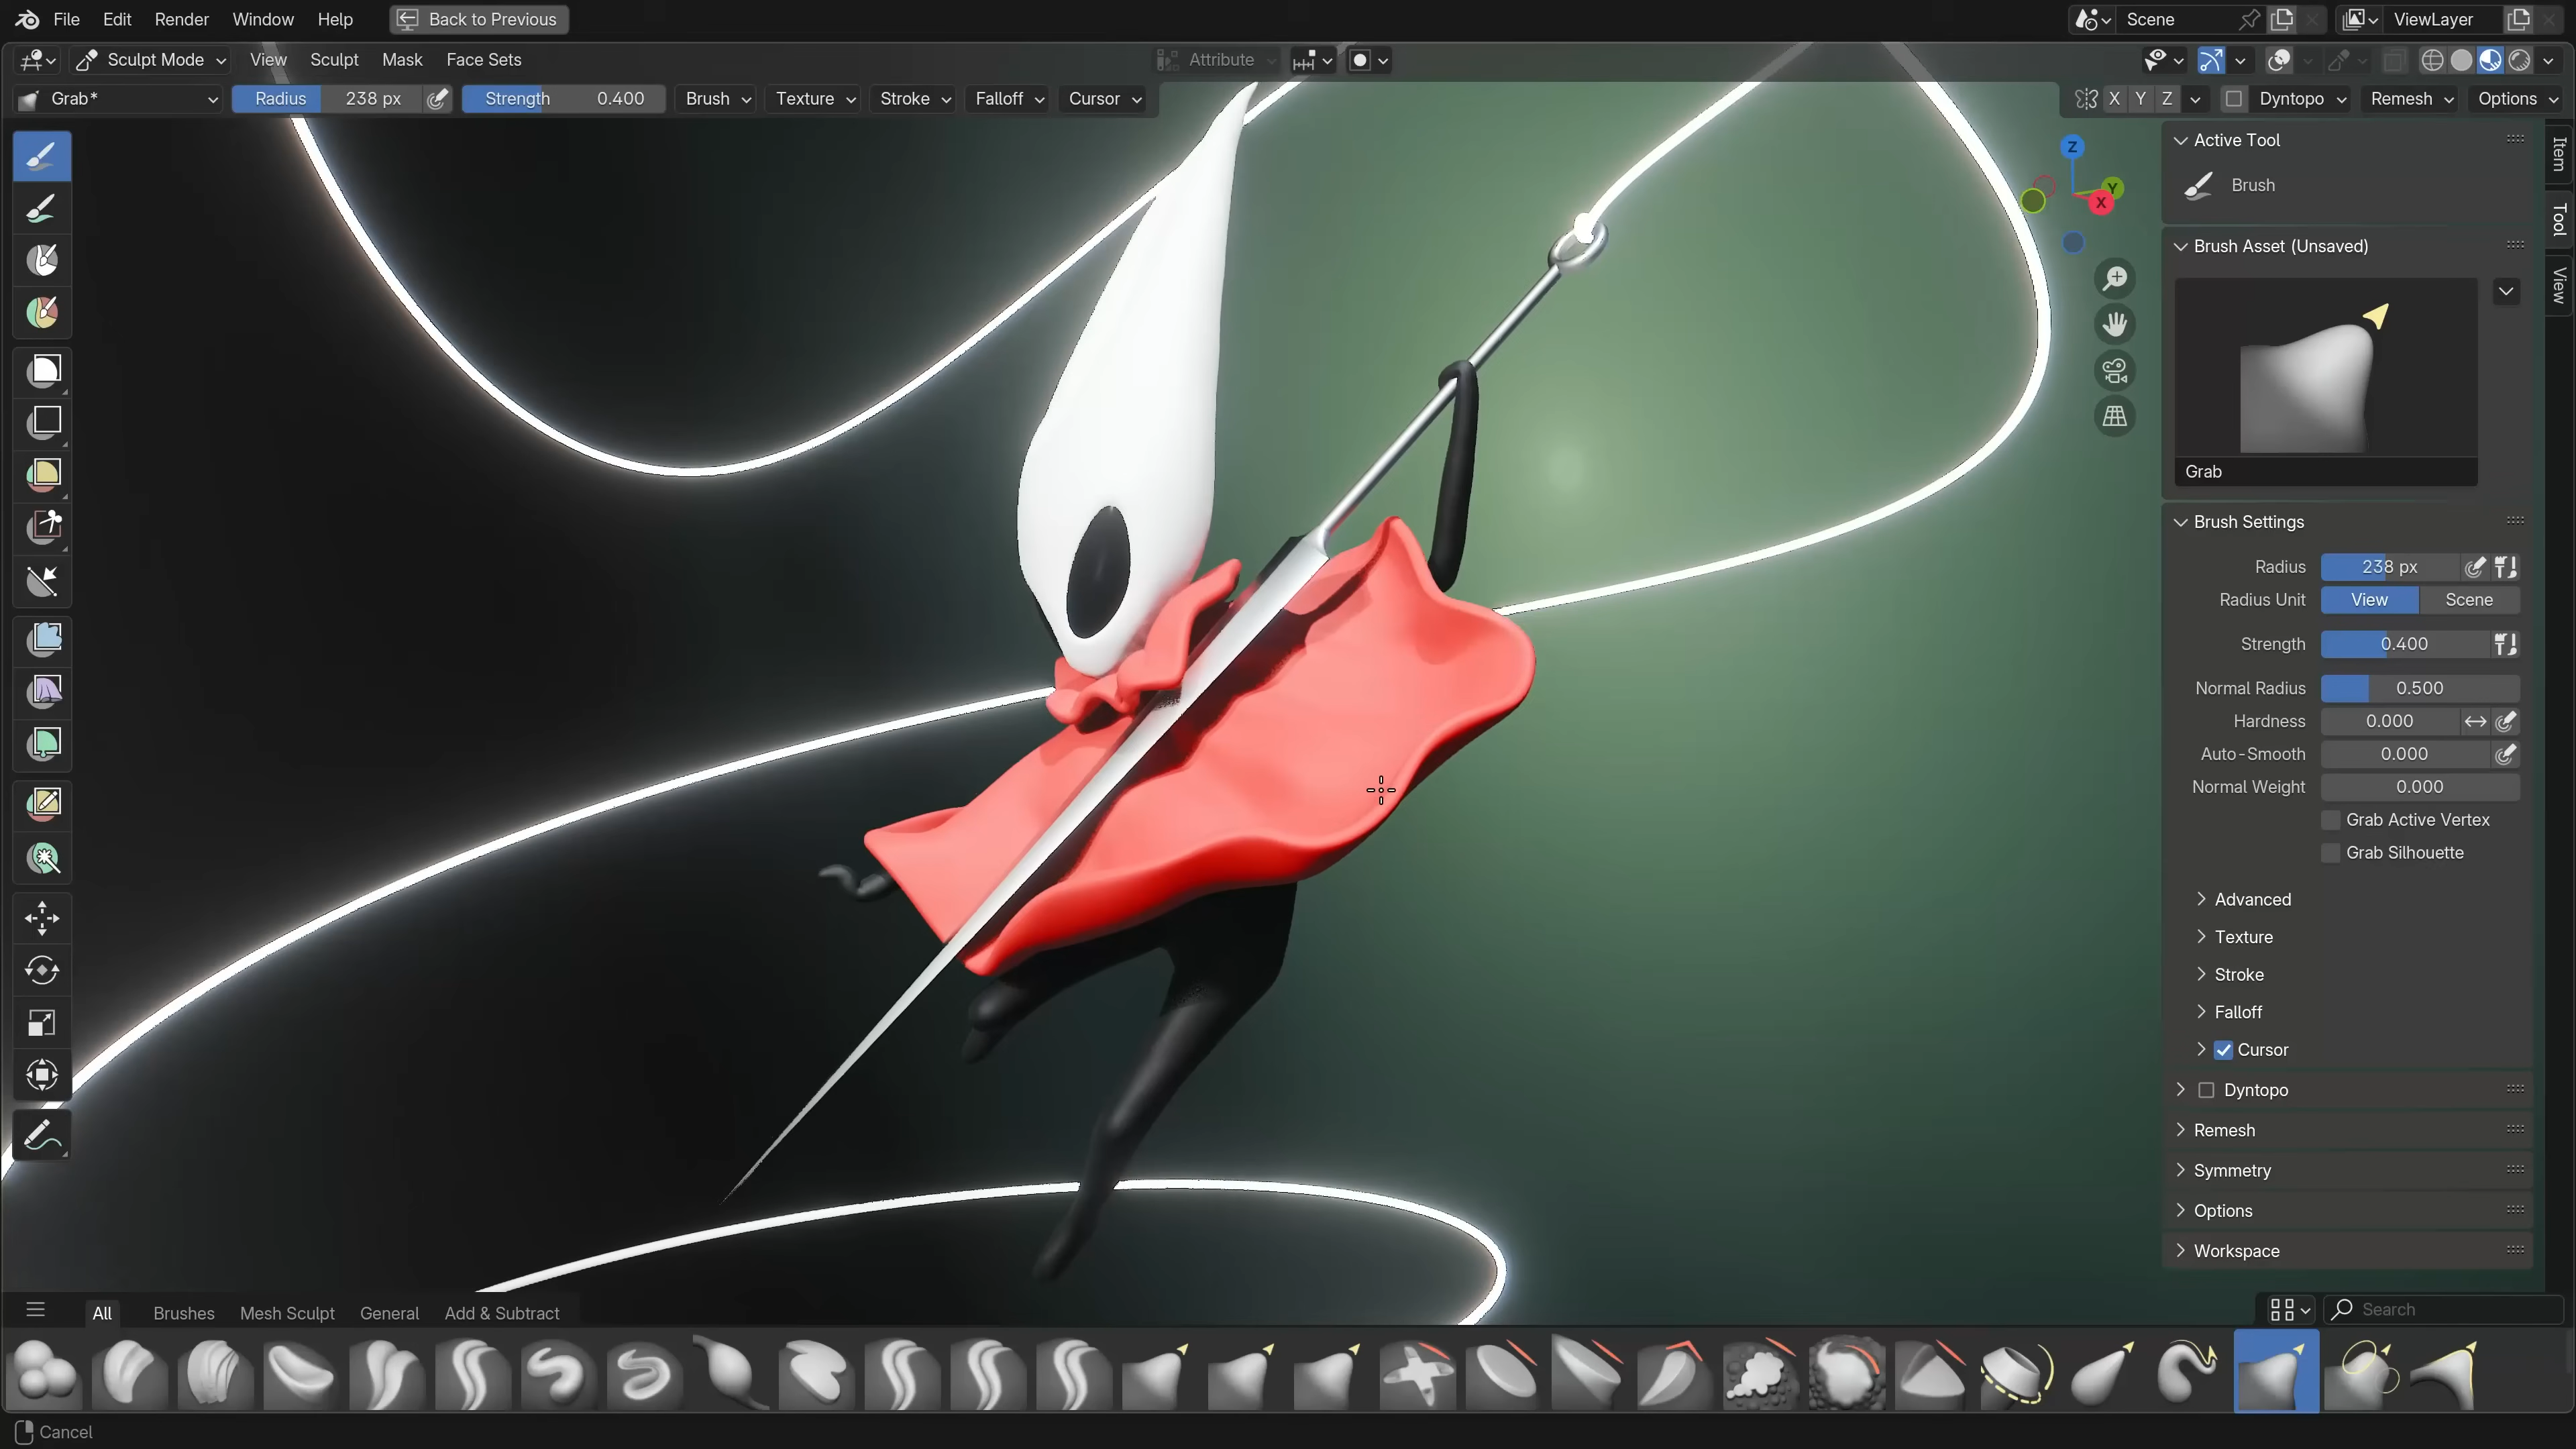 File Edit Render Window Help Back to Previous Scene ViewLayer
Sculpt Mode View Sculpt Mask Face Sets Attribute
Grab* Radius 238 px Strength 0.400 Brush Texture Stroke Falloff Cursor X Y Z Dyntopo Remesh Options
Z
Y
X
Item
Tool
View
Active Tool
Brush
Brush Asset (Unsaved)
Grab
Brush Settings
Radius 238 px
Radius Unit View Scene
Strength 0.400
Normal Radius 0.500
Hardness 0.000
Auto-Smooth 0.000
Normal Weight 0.000
Grab Active Vertex
Grab Silhouette
Advanced
Texture
Stroke
Falloff
Cursor
Dyntopo
Remesh
Symmetry
Options
Workspace
All Brushes Mesh Sculpt General Add & Subtract Search
Cancel